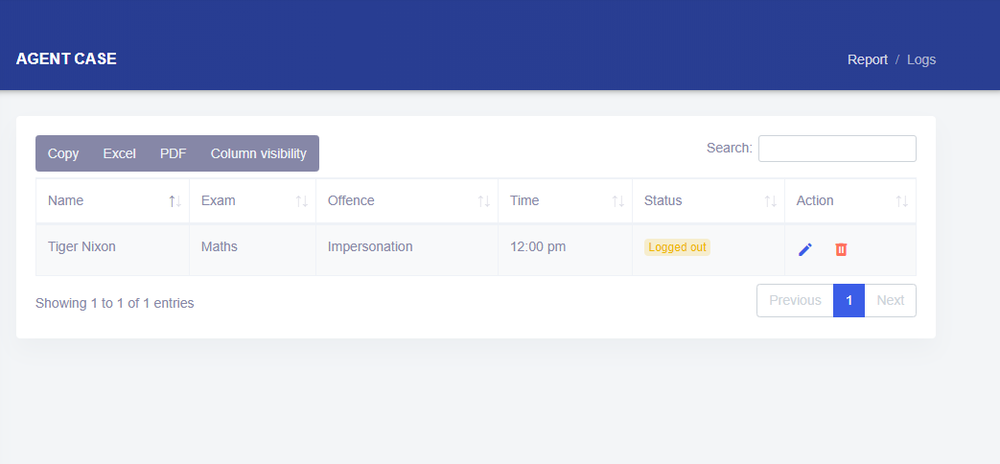 AGENT CASE
Report / Logs
Copy Excel PDF Column visibility
Search:
Name Exam Offence Time Status Action
Tiger Nixon Maths Impersonation 12:00 pm Logged out
Showing 1 to 1 of 1 entries
Previous 1 Next